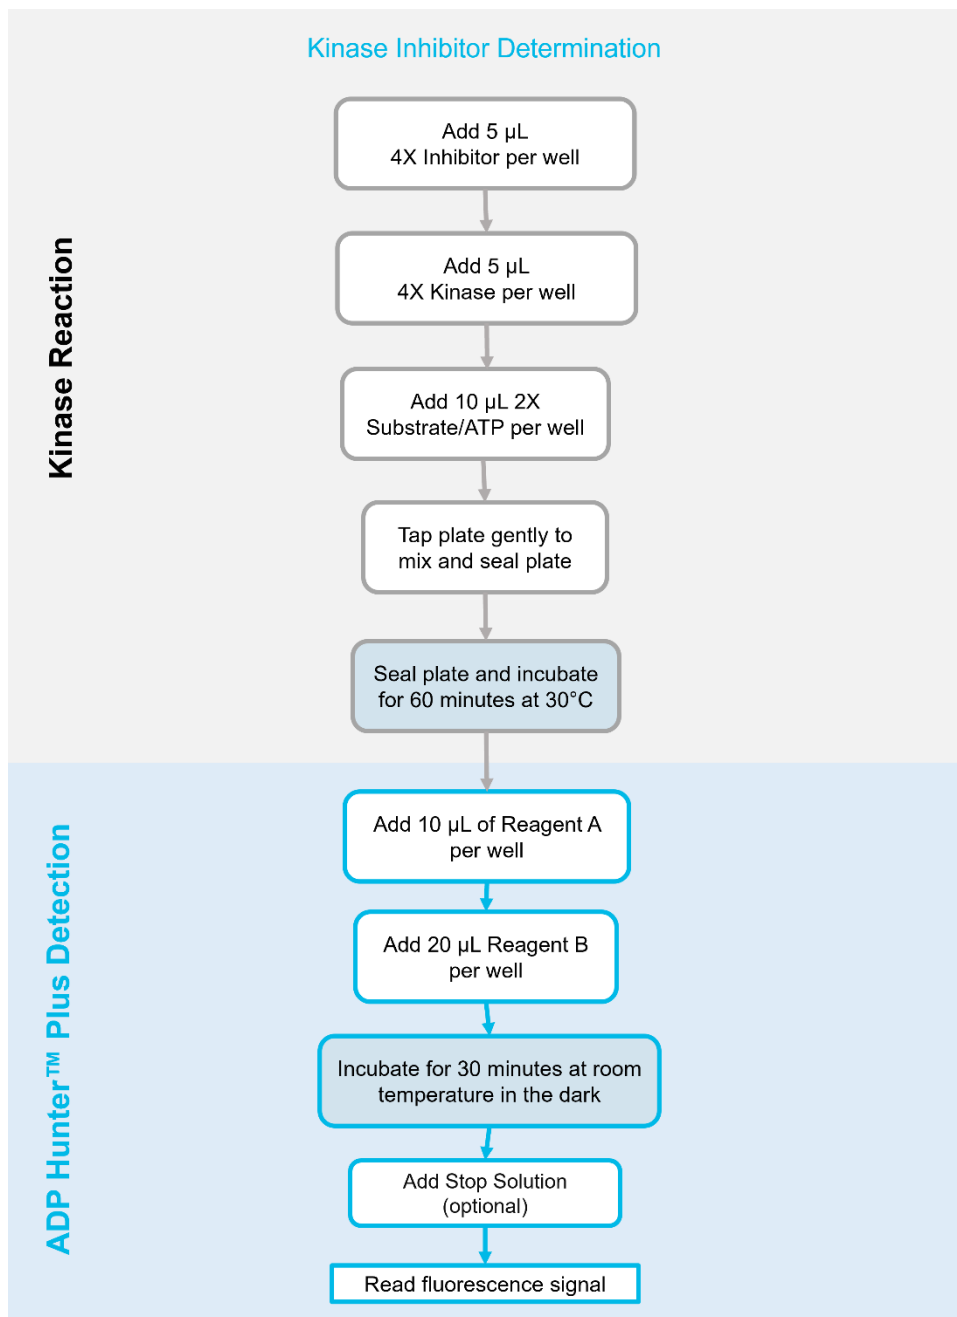 Kinase Inhibitor Determination
Kinase Reaction
Add 5 µL
4X Inhibitor per well
Add 5 µL
4X Kinase per well
Add 10 µL 2X
Substrate/ATP per well
Tap plate gently to
mix and seal plate
Seal plate and incubate
for 60 minutes at 30°C
ADP Hunter™ Plus Detection
Add 10 µL of Reagent A
per well
Add 20 µL Reagent B
per well
Incubate for 30 minutes at room
temperature in the dark
Add Stop Solution
(optional)
Read fluorescence signal